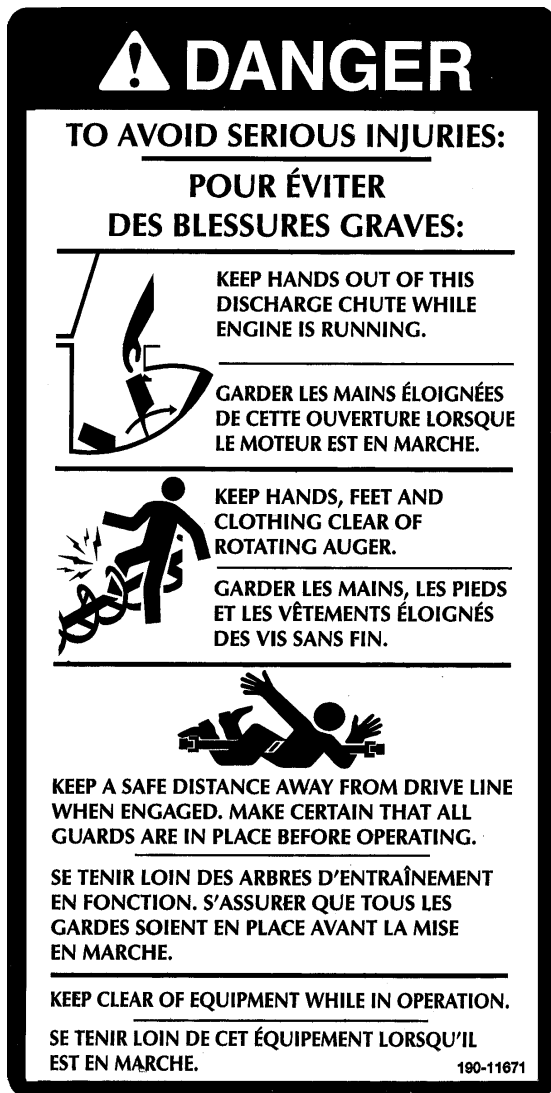 DANGER
TO AVOID SERIOUS INJURIES:
POUR ÉVITER
DES BLESSURES GRAVES:
KEEP HANDS OUT OF THIS
DISCHARGE CHUTE WHILE
ENGINE IS RUNNING.
GARDER LES MAINS ÉLOIGNÉES
DE CETTE OUVERTURE LORSQUE
LE MOTEUR EST EN MARCHE.
KEEP HANDS, FEET AND
CLOTHING CLEAR OF
ROTATING AUGER.
GARDER LES MAINS, LES PIEDS
ET LES VÊTEMENTS ÉLOIGNÉS
DES VIS SANS FIN.
KEEP A SAFE DISTANCE AWAY FROM DRIVE LINE
WHEN ENGAGED. MAKE CERTAIN THAT ALL
GUARDS ARE IN PLACE BEFORE OPERATING.
SE TENIR LOIN DES ARBRES D'ENTRAÎNEMENT
EN FONCTION. S'ASSURER QUE TOUS LES
GARDES SOIENT EN PLACE AVANT LA MISE
EN MARCHE.
KEEP CLEAR OF EQUIPMENT WHILE IN OPERATION.
SE TENIR LOIN DE CET ÉQUIPEMENT LORSQU'IL
EST EN MARCHE.
190-11671